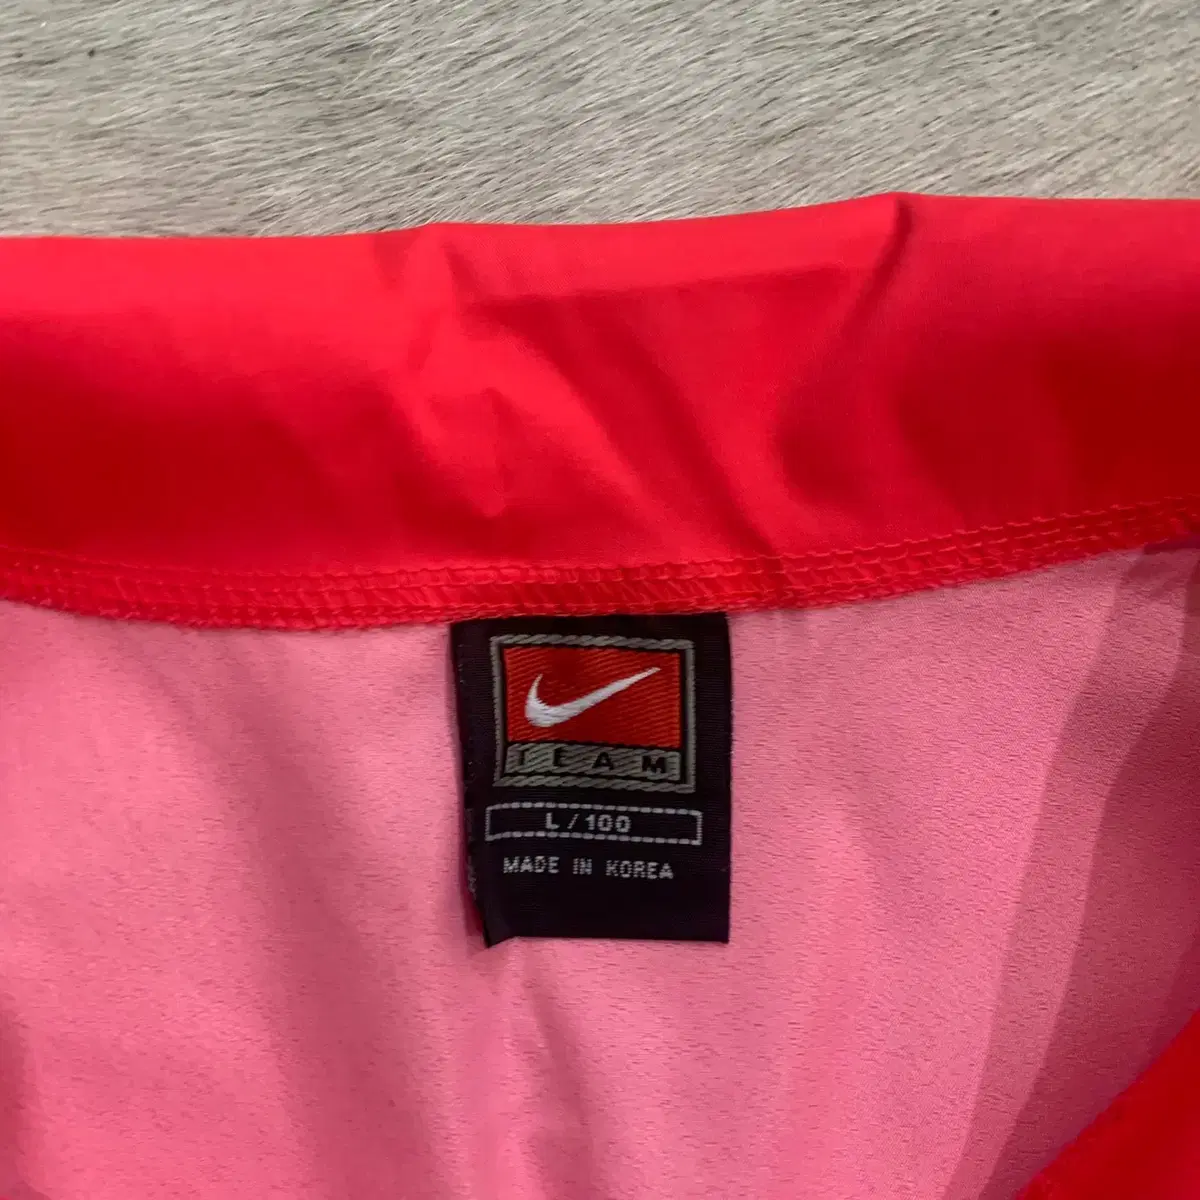 TEAM
L / 100
MADE IN KOREA